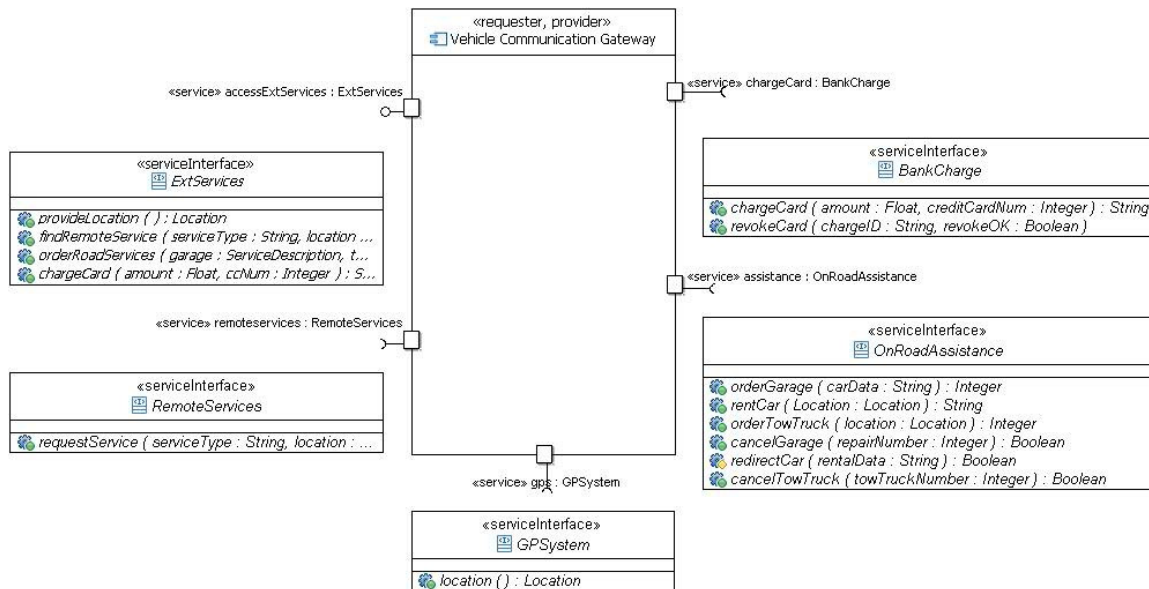 «requester, provider»
Vehicle Communication Gateway
«service» accessExtServices : ExtServices
«serviceInterface»
ExtServices
provideLocation ( ) : Location
findRemoteService ( serviceType : String, location ...
orderRoadServices ( garage : ServiceDescription, t...
chargeCard ( amount : Float, ccNum : Integer ) : S...
«service» remoteservices : RemoteServices
«serviceInterface»
RemoteServices
requestService ( serviceType : String, location : ...
«service» chargeCard : BankCharge
«serviceInterface»
BankCharge
chargeCard ( amount : Float, creditCardNum : Integer ) : String
revokeCard ( chargeID : String, revokeOK : Boolean )
«service» assistance : OnRoadAssistance
«serviceInterface»
OnRoadAssistance
orderGarage ( carData : String ) : Integer
rentCar ( Location : Location ) : String
orderTowTruck ( location : Location ) : Integer
cancelGarage ( repairNumber : Integer ) : Boolean
redirectCar ( rentalData : String ) : Boolean
cancelTowTruck ( towTruckNumber : Integer ) : Boolean
«service» gps : GPSystem
«serviceInterface»
GPSystem
location ( ) : Location